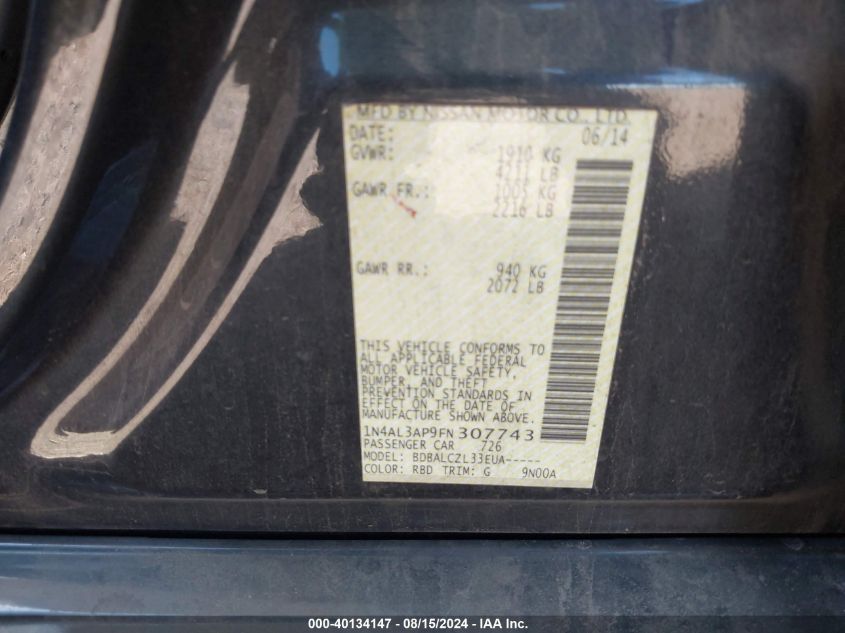 MFD BY NISSAN MOTOR CO., LTD.
DATE: 06/14
GVWR: 1910 KG
4211 LB
GAWR FR.: 1005 KG
2216 LB
GAWR RR.: 940 KG
2072 LB
THIS VEHICLE CONFORMS TO
ALL APPLICABLE FEDERAL
MOTOR VEHICLE SAFETY,
BUMPER, AND THEFT
PREVENTION STANDARDS IN
EFFECT ON THE DATE OF
MANUFACTURE SHOWN ABOVE.
1N4AL3AP9FN307743
PASSENGER CAR 726
MODEL: BDBALCZL33EUA-----
COLOR: RBD TRIM: G 9N00A
000-40134147 - 08/15/2024 - IAA Inc.